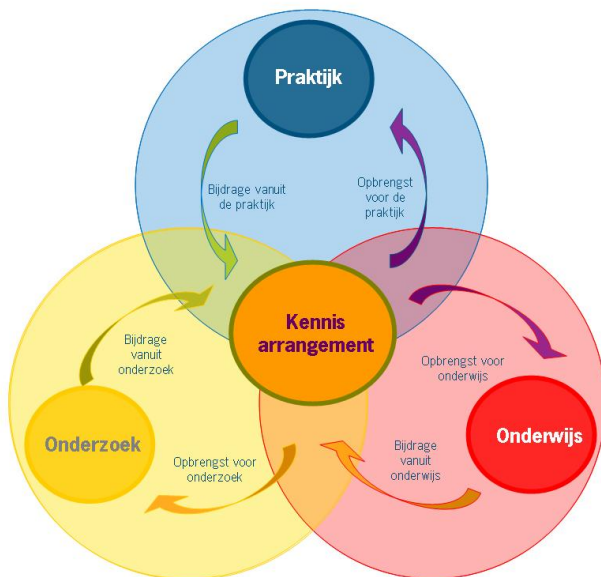 Praktijk
Bijdrage vanuit
de praktijk
Opbrengst
voor de
praktijk
Kennis
arrangement
Bijdrage
vanuit
onderzoek
Opbrengst voor
onderwijs
Onderzoek
Onderwijs
Opbrengst voor
onderzoek
Bijdrage
vanuit
onderwijs